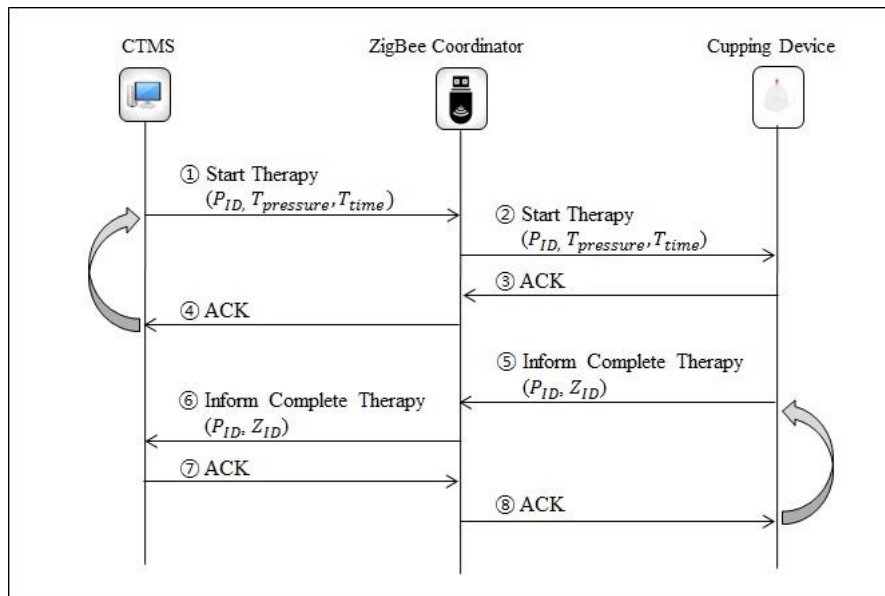 CTMS
ZigBee Coordinator
Cupping Device
① Start Therapy
(P_ID, T_pressure, T_time)
② Start Therapy
(P_ID, T_pressure, T_time)
③ ACK
④ ACK
⑤ Inform Complete Therapy
(P_ID, Z_ID)
⑥ Inform Complete Therapy
(P_ID, Z_ID)
⑦ ACK
⑧ ACK